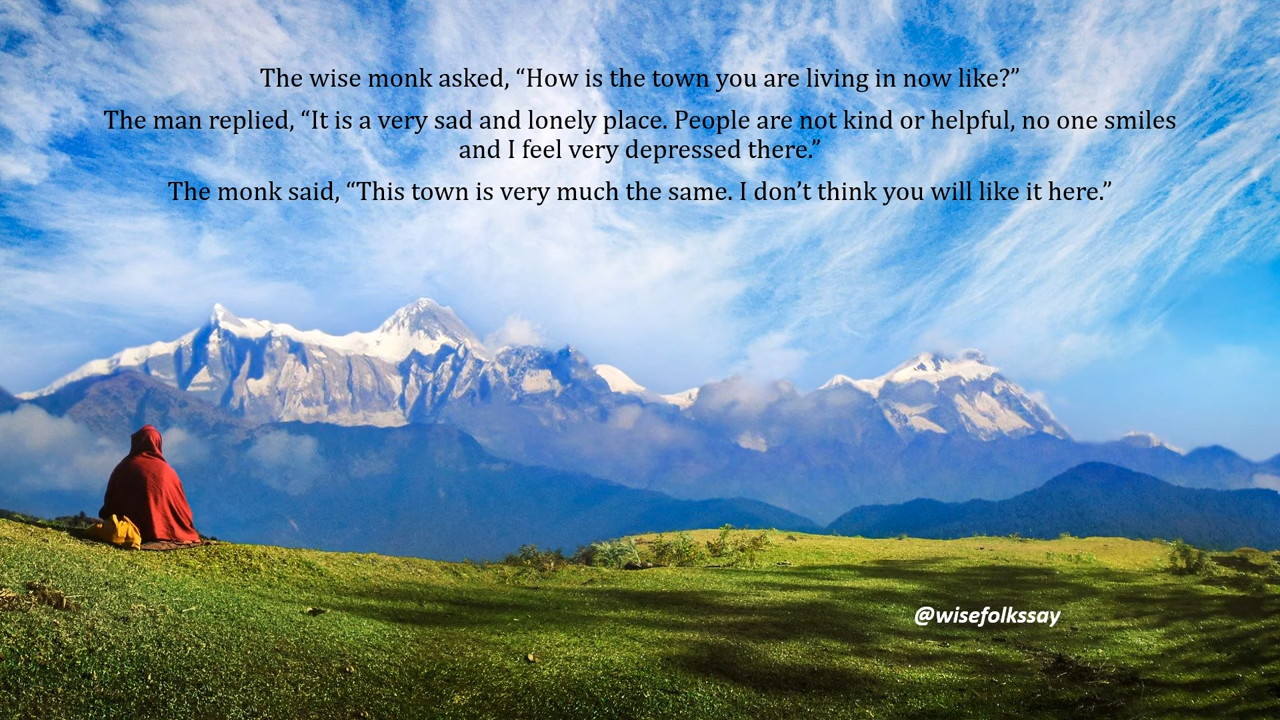 The wise monk asked, “How is the town you are living in now like?”
The man replied, “It is a very sad and lonely place. People are not kind or helpful, no one smiles
and I feel very depressed there.”
The monk said, “This town is very much the same. I don’t think you will like it here.”
@wisefolkssay